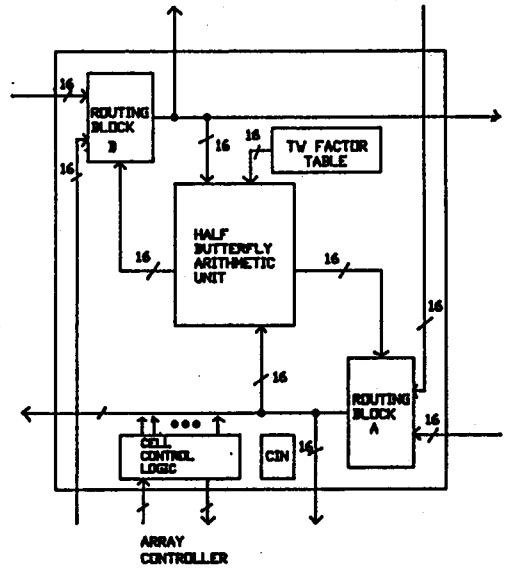 16
ROUTING
BLOCK
B
16
16
16
TW FACTOR
TABLE
HALF
BUTTERFLY
ARITHMETIC
UNIT
16
16
16
16
ROUTING
BLOCK
A
16
16
CELL
CONTROL
LOGIC
CIN
ARRAY
CONTROLLER